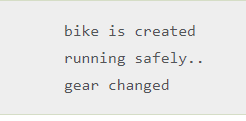 bike is created
running safely..
gear changed